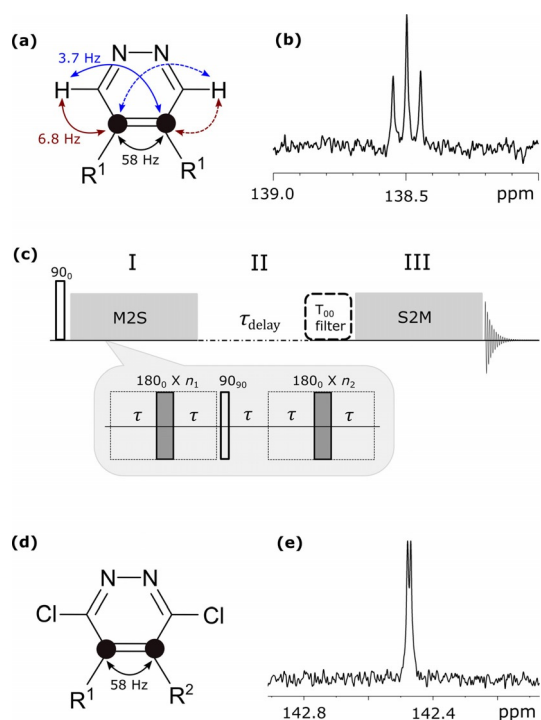 (a)
N N
3.7 Hz
H H
6.8 Hz
58 Hz
R¹ R¹
(b)
139.0 138.5 ppm
(c)
I II III
90₀
M2S τdelay T₀₀ filter S2M
180₀ X n₁ 90₉₀ 180₀ X n₂
τ τ τ τ τ
(d)
N N
Cl Cl
58 Hz
R¹ R²
(e)
142.8 142.4 ppm